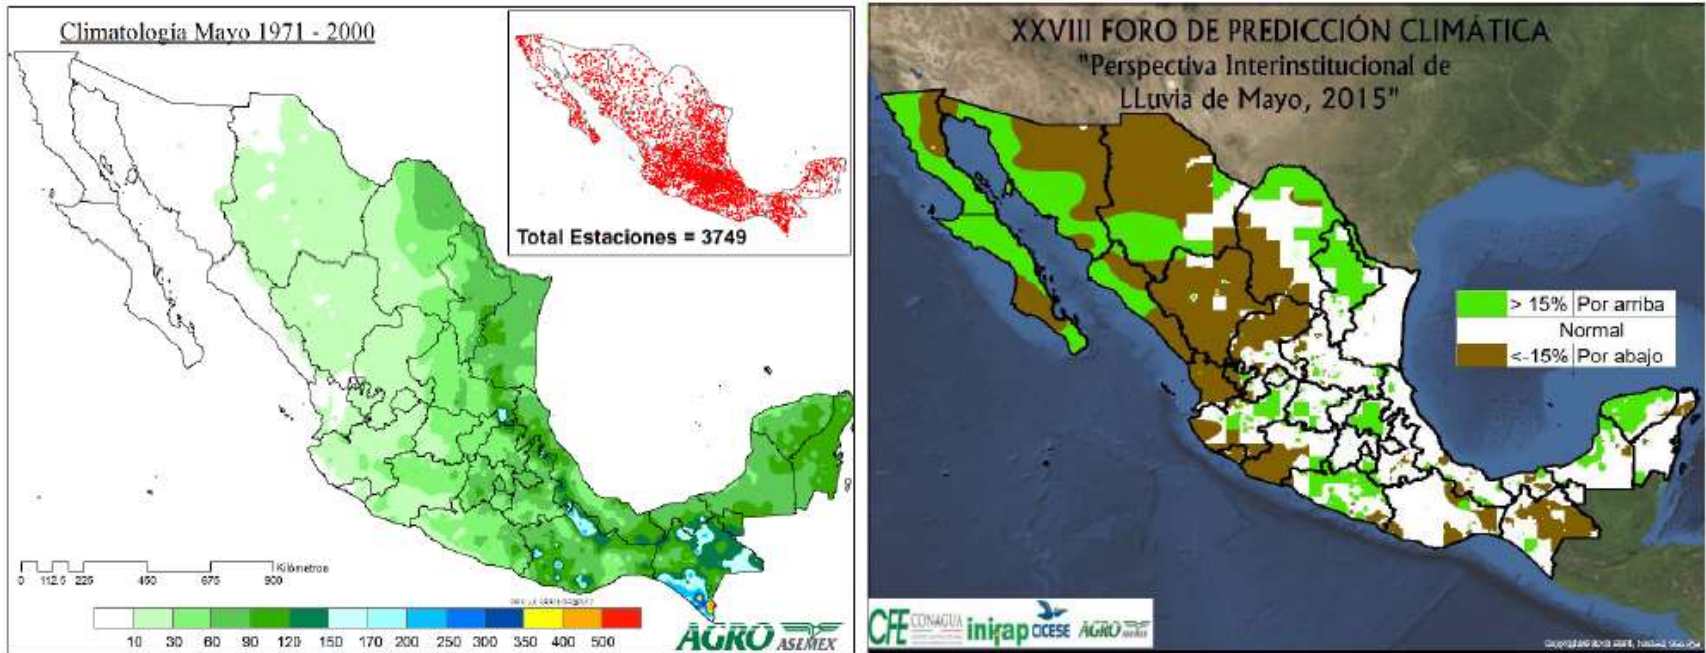 Climatología Mayo 1971 - 2000
Total Estaciones = 3749
Kilómetros
0 112.5 225 450 675 900
10 30 60 90 120 150 170 200 250 300 350 400 500
AGRO ASEMEX
XXVIII FORO DE PREDICCIÓN CLIMÁTICA
"Perspectiva Interinstitucional de
LLuvia de Mayo, 2015"
> 15% Por arriba
Normal
<-15% Por abajo
CFE CONAGUA inifap CICESE AGRO ASEMEX